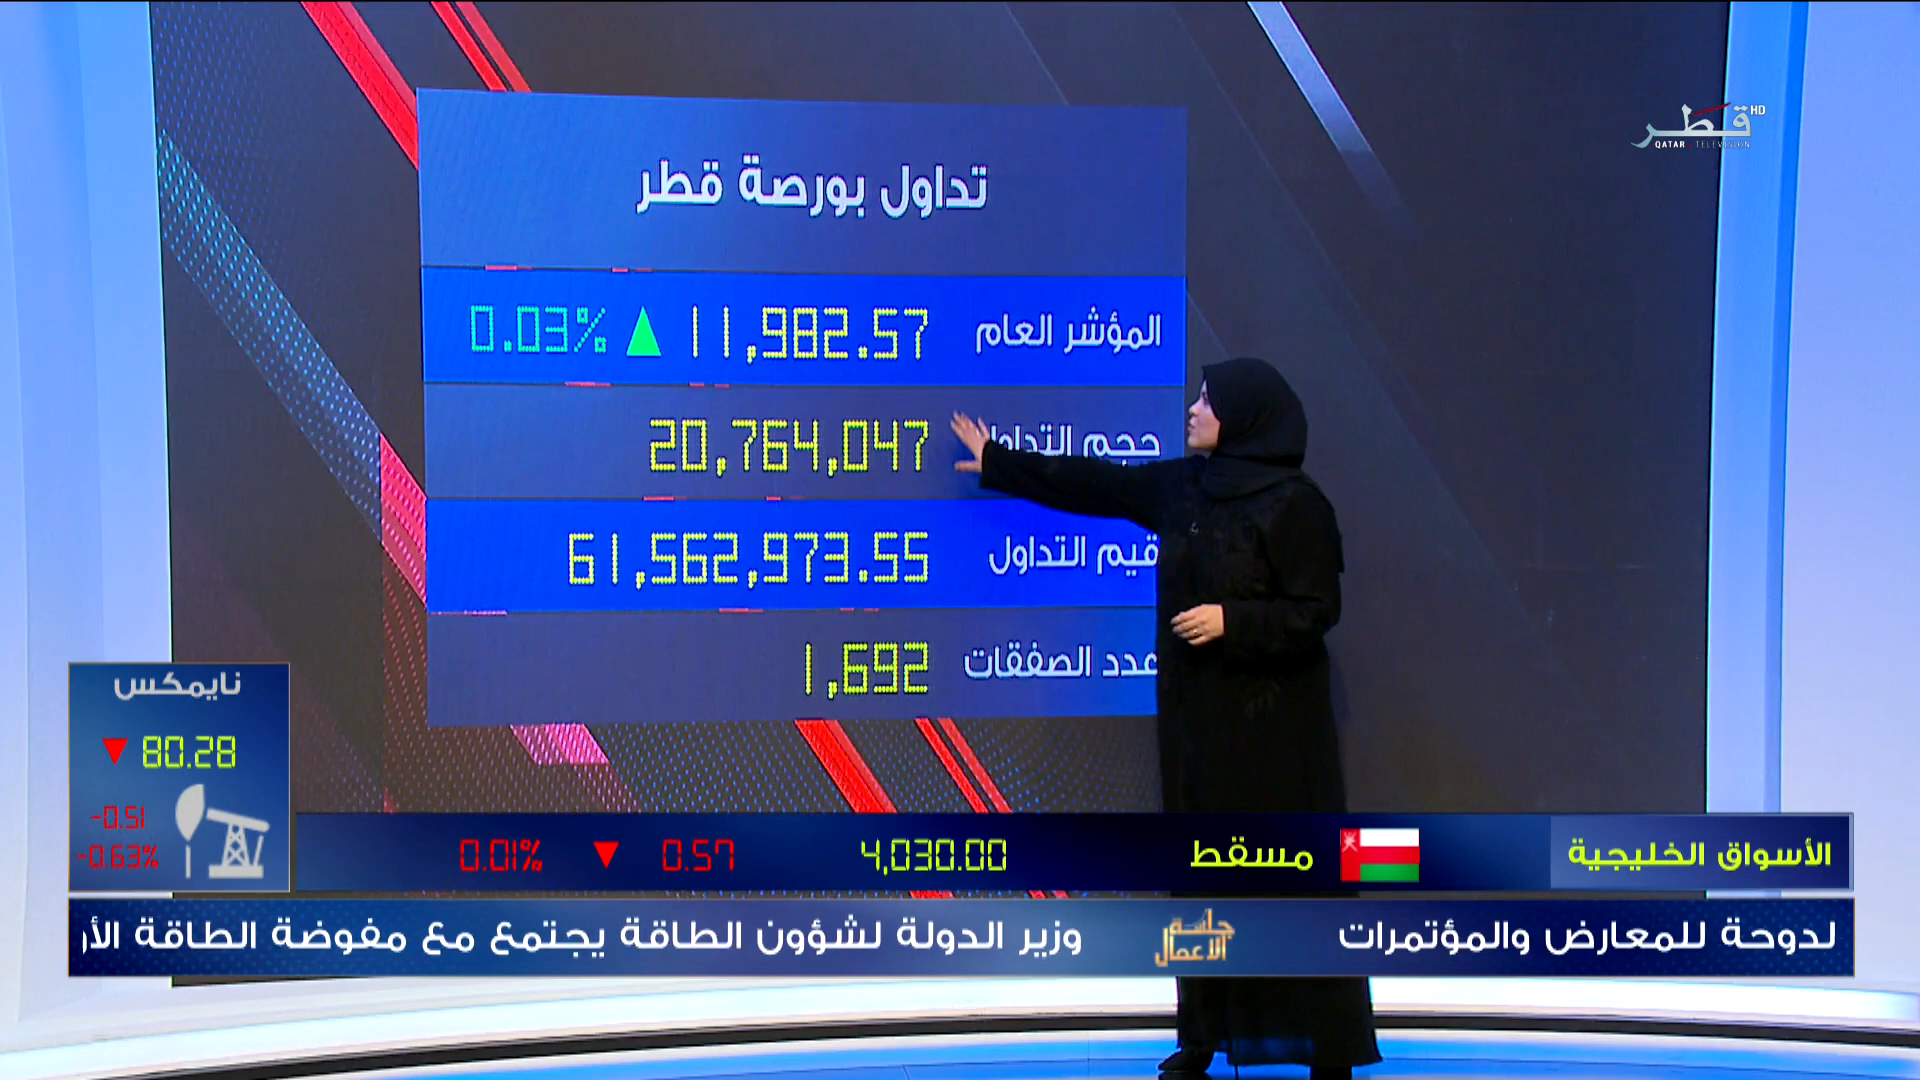 قطر HD
QATAR TELEVISION
تداول بورصة قطر
المؤشر العام 11,982.57 ▲ 0.03%
حجم التداول 20,764,047
قيم التداول 61,562,973.55
عدد الصفقات 1,692
نايمكس
80.28 ▼
-0.51
-0.63%
الأسواق الخليجية مسقط 4,030.00 0.57 ▼ 0.01%
لدوحة للمعارض والمؤتمرات جلسة الأعمال وزير الدولة لشؤون الطاقة يجتمع مع مفوضة الطاقة